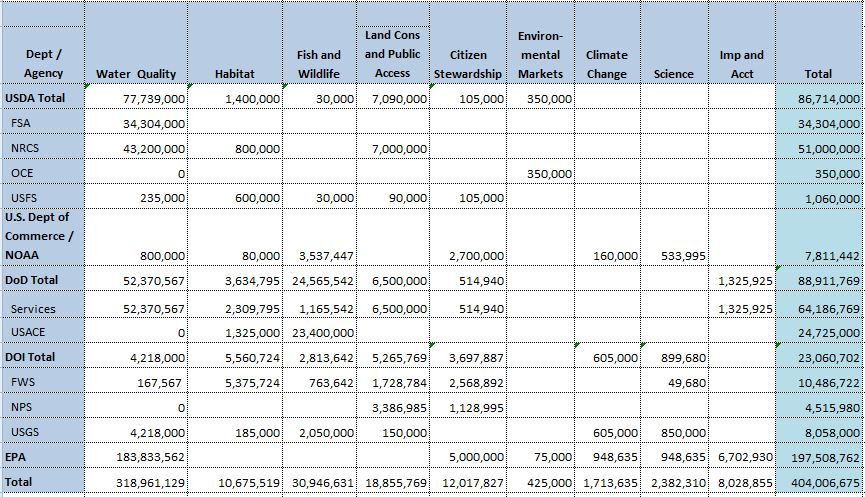 Dept / Agency Water Quality Habitat Fish and Wildlife Land Cons and Public Access Citizen Stewardship Environ-mental Markets Climate Change Science Imp and Acct Total
USDA Total 77,739,000 1,400,000 30,000 7,090,000 105,000 350,000 86,714,000
FSA 34,304,000 34,304,000
NRCS 43,200,000 800,000 7,000,000 51,000,000
OCE 0 350,000 350,000
USFS 235,000 600,000 30,000 90,000 105,000 1,060,000
U.S. Dept of
Commerce /
NOAA 800,000 80,000 3,537,447 2,700,000 160,000 533,995 7,811,442
DoD Total 52,370,567 3,634,795 24,565,542 6,500,000 514,940 1,325,925 88,911,769
Services 52,370,567 2,309,795 1,165,542 6,500,000 514,940 1,325,925 64,186,769
USACE 0 1,325,000 23,400,000 24,725,000
DOI Total 4,218,000 5,560,724 2,813,642 5,265,769 3,697,887 605,000 899,680 23,060,702
FWS 167,567 5,375,724 763,642 1,728,784 2,568,892 49,680 10,486,722
NPS 0 3,386,985 1,128,995 4,515,980
USGS 4,218,000 185,000 2,050,000 150,000 605,000 850,000 8,058,000
EPA 183,833,562 5,000,000 75,000 948,635 948,635 6,702,930 197,508,762
Total 318,961,129 10,675,519 30,946,631 18,855,769 12,017,827 425,000 1,713,635 2,382,310 8,028,855 404,006,675